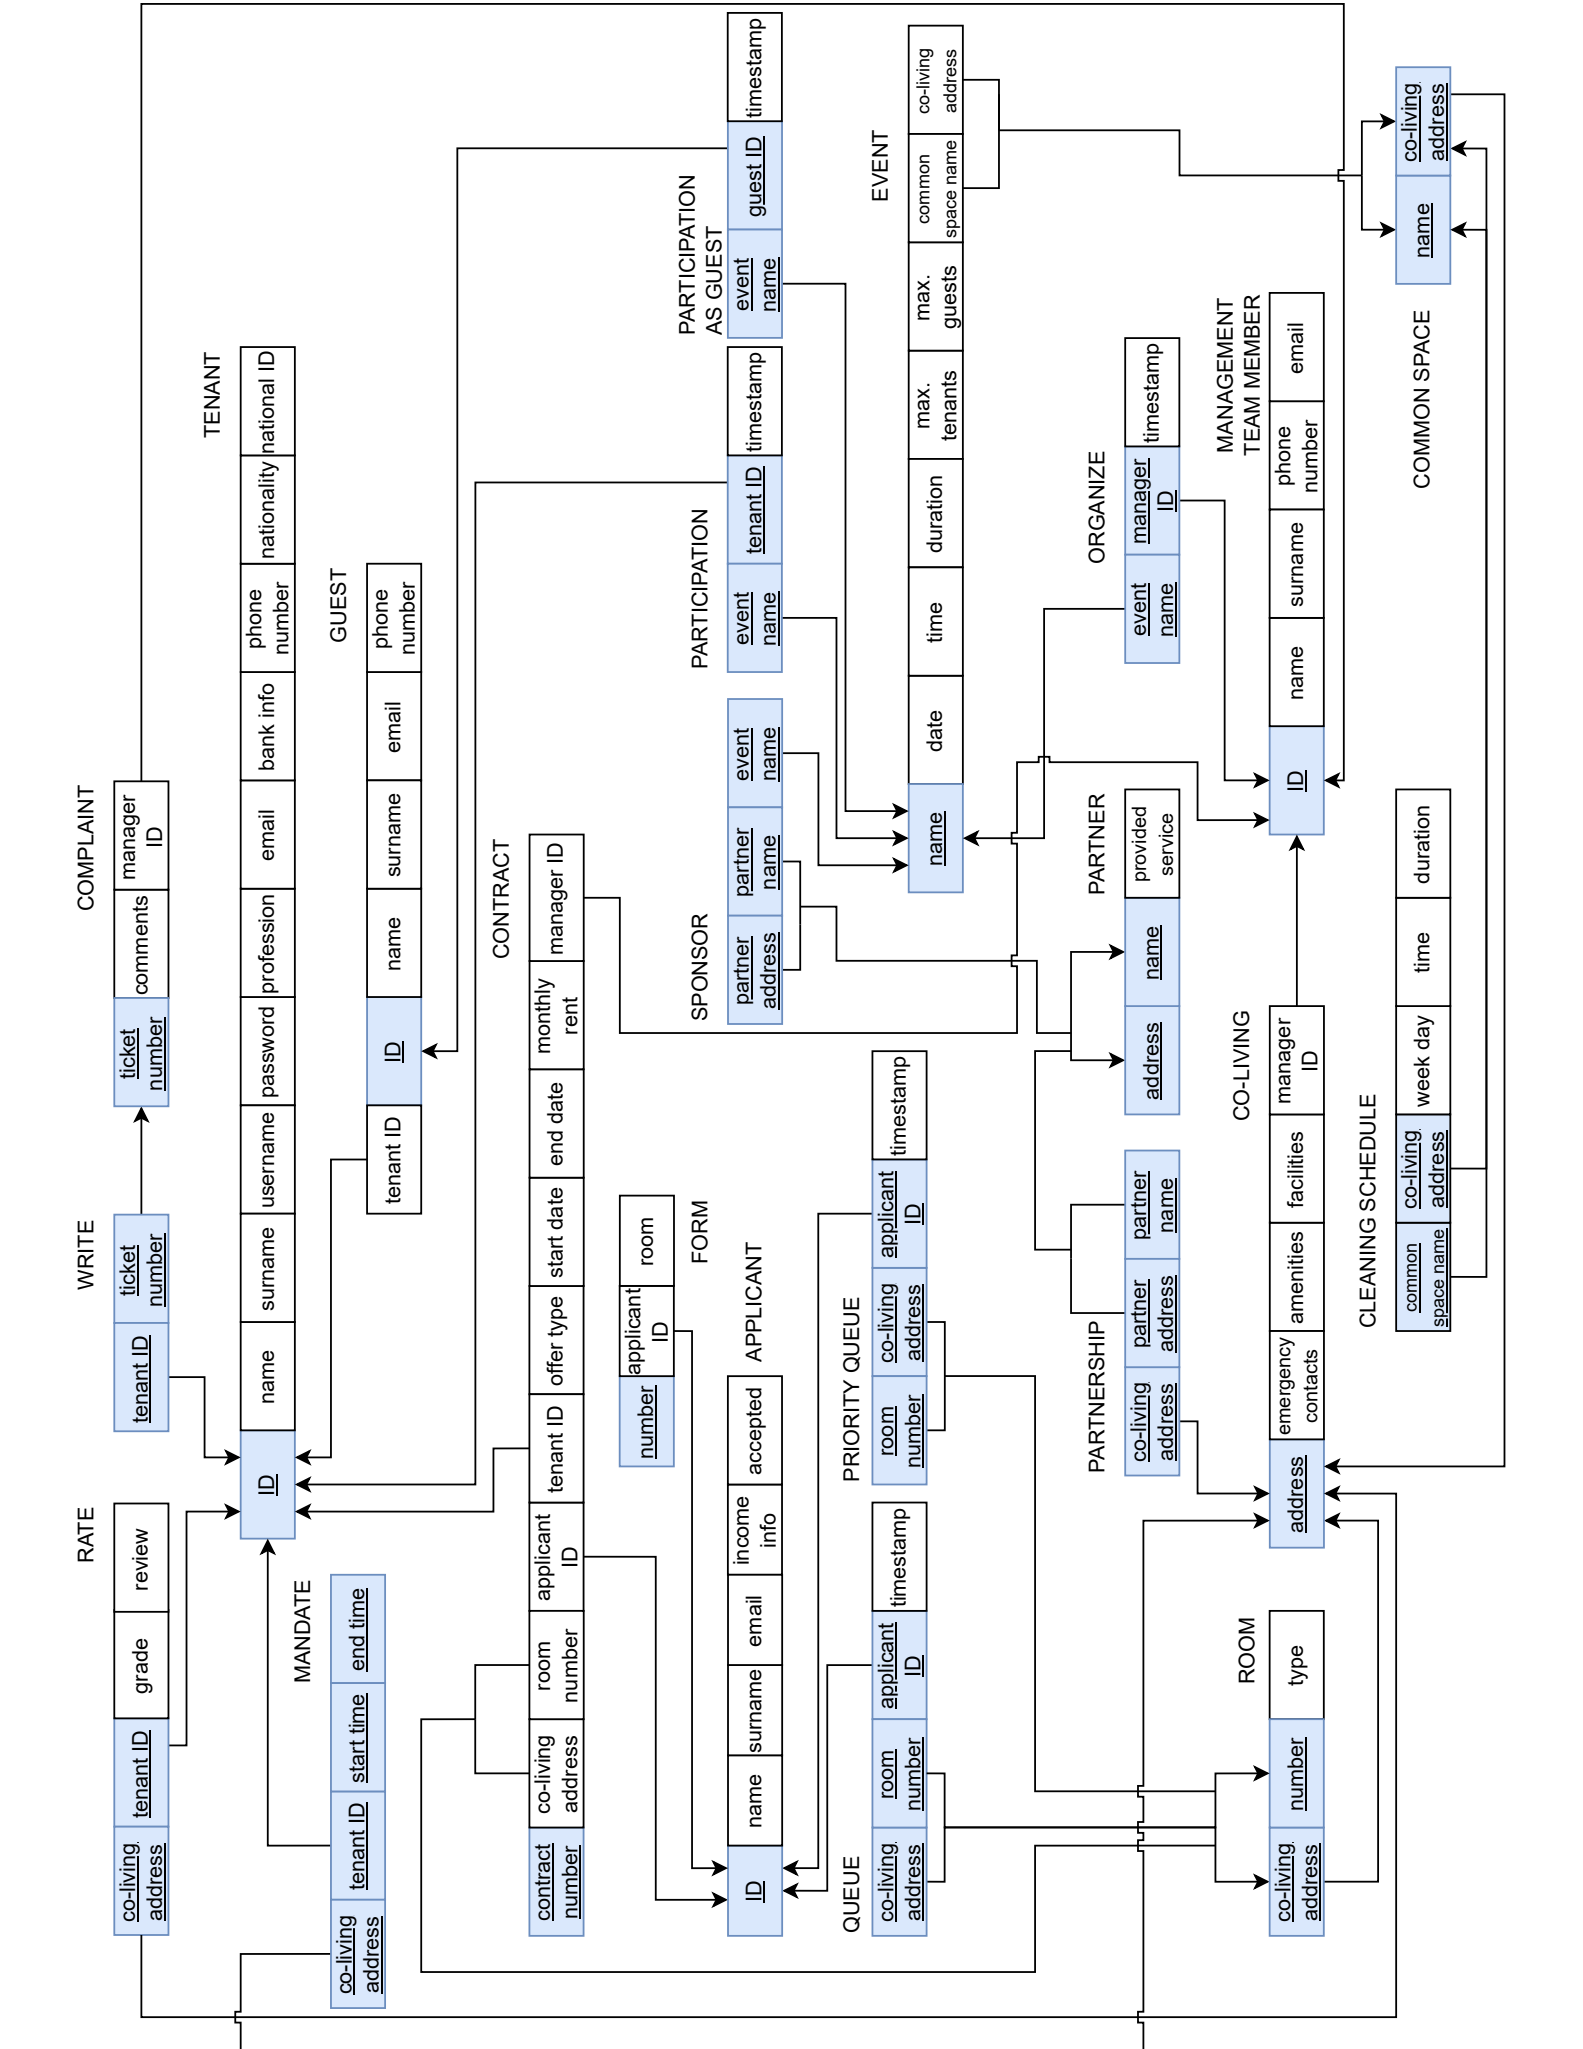 RATE
co-living
address
tenant ID
grade
review
WRITE
tenant ID
ticket
number
COMPLAINT
ticket
number
comments
manager
ID
TENANT
ID
name
surname
username
password
profession
email
bank info
phone
number
nationality
national ID
MANDATE
co-living
address
tenant ID
start time
end time
GUEST
tenant ID
ID
name
surname
email
phone
number
CONTRACT
contract
number
co-living
address
room
number
applicant
ID
tenant ID
offer type
start date
end date
monthly
rent
manager ID
FORM
number
applicant
ID
room
APPLICANT
ID
name
surname
email
income
info
accepted
SPONSOR
partner
address
partner
name
event
name
PARTICIPATION
event
name
tenant ID
timestamp
PARTICIPATION
AS GUEST
event
name
guest ID
timestamp
QUEUE
co-living
address
room
number
applicant
ID
timestamp
PRIORITY QUEUE
room
number
co-living
address
applicant
ID
timestamp
EVENT
name
date
time
duration
max.
tenants
max.
guests
common
space name
co-living
address
PARTNERSHIP
co-living
address
partner
address
partner
name
PARTNER
address
name
provided
service
ORGANIZE
event
name
manager
ID
timestamp
ROOM
co-living
address
number
type
CO-LIVING
address
emergency
contacts
amenities
facilities
manager
ID
MANAGEMENT
TEAM MEMBER
ID
name
surname
phone
number
email
CLEANING SCHEDULE
common
space name
co-living
address
week day
time
duration
COMMON SPACE
name
co-living
address